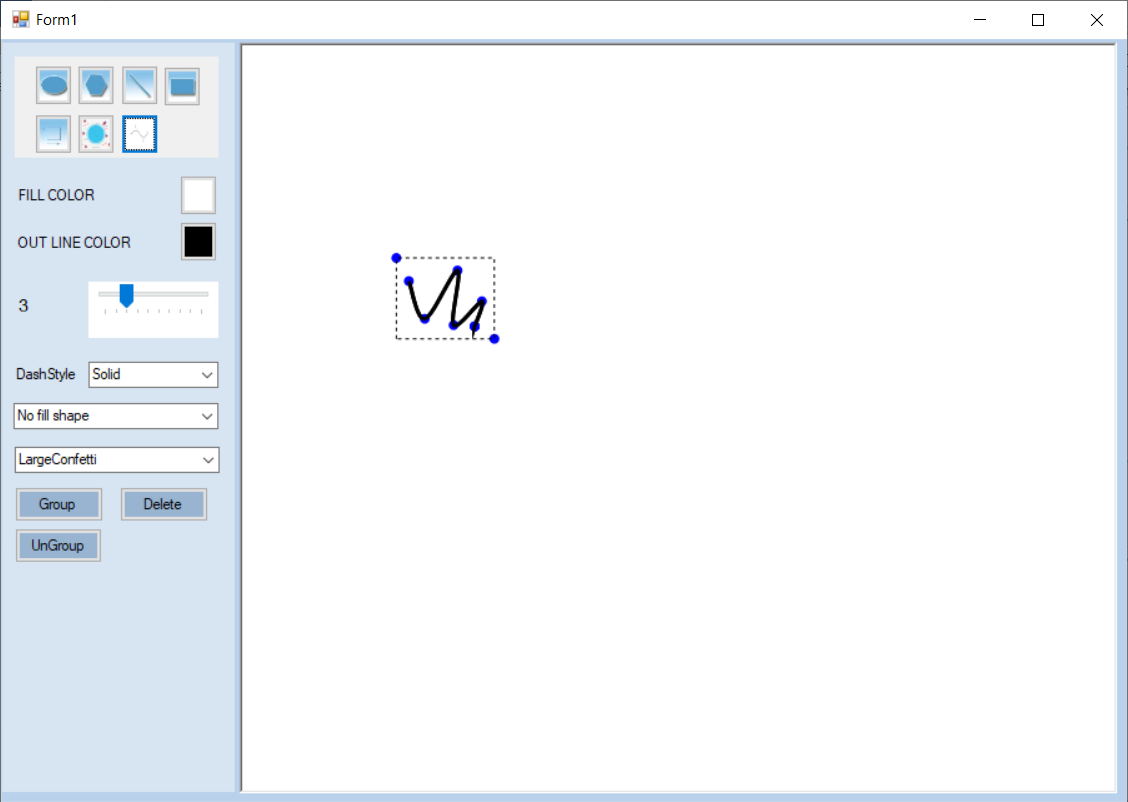 Form1
FILL COLOR
OUT LINE COLOR
3
DashStyle Solid
No fill shape
LargeConfetti
Group Delete
UnGroup